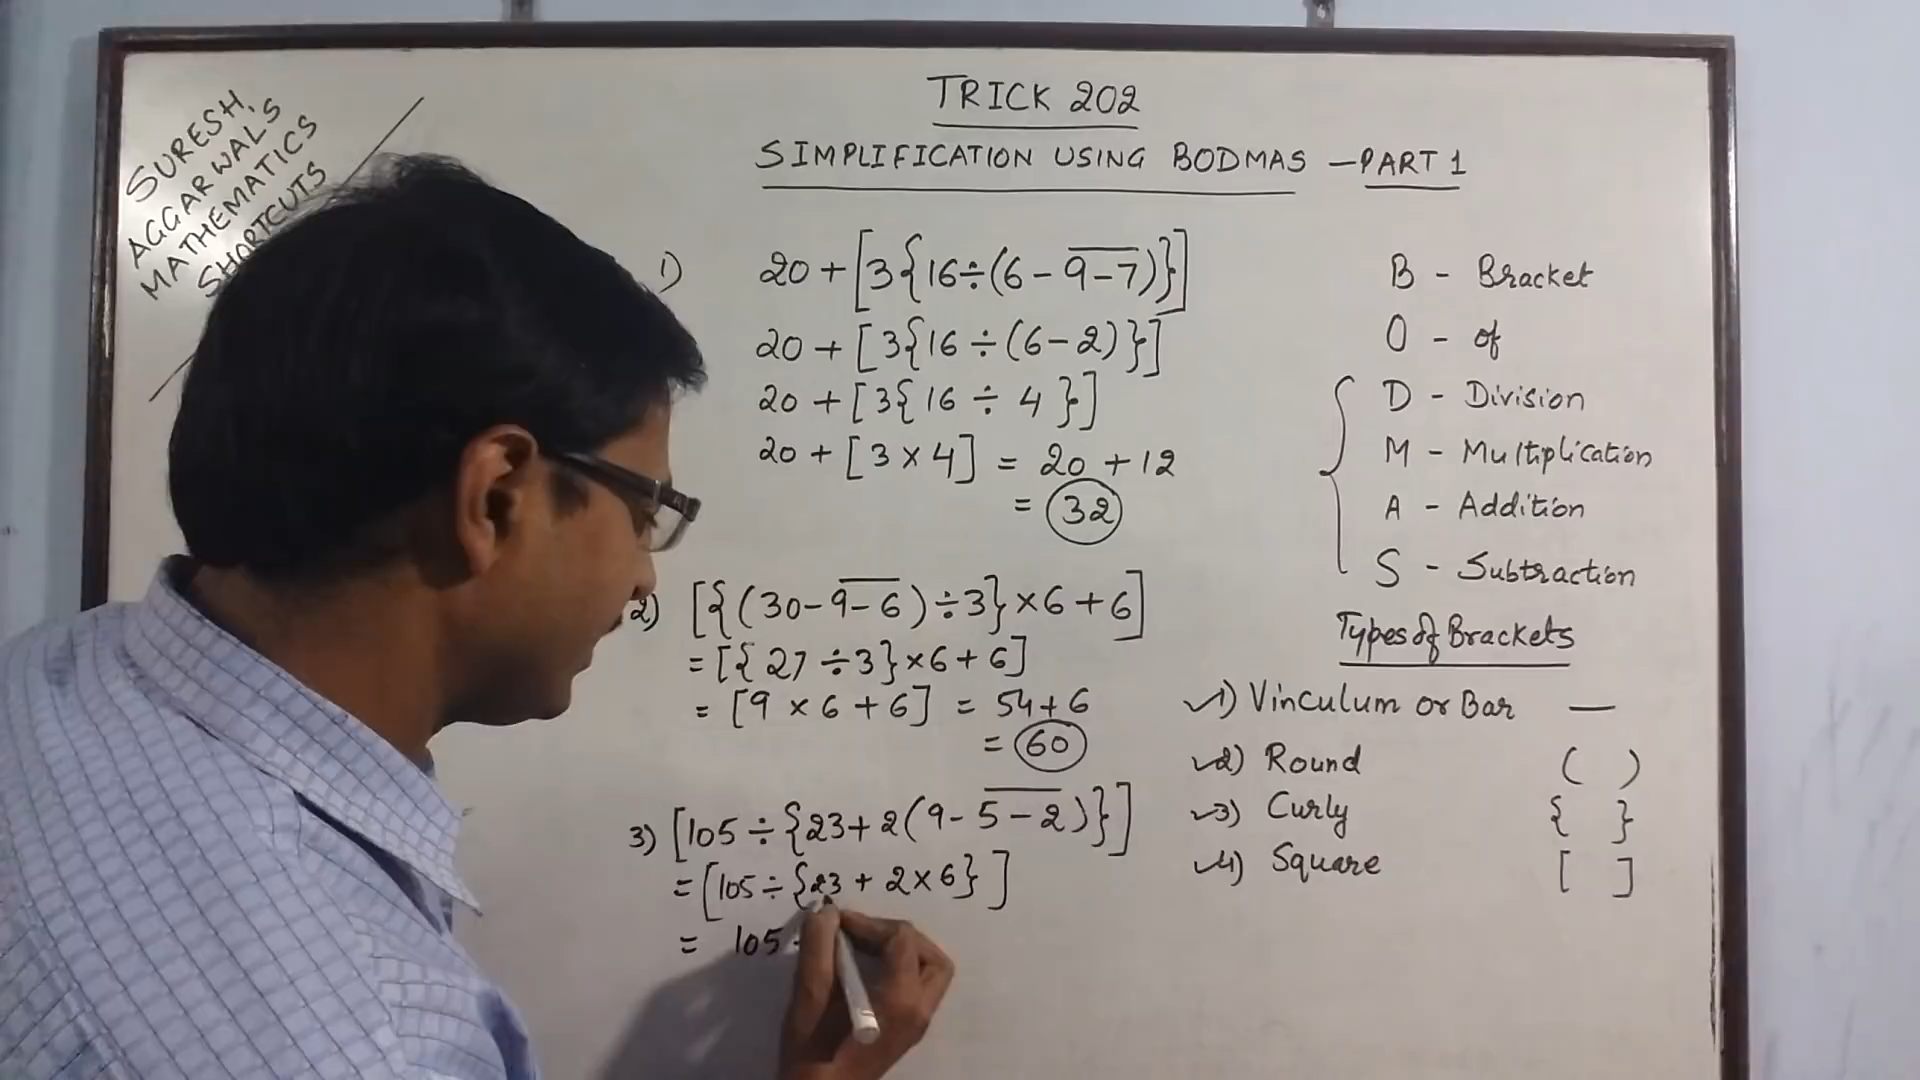 SURESH
AGGARWAL'S
MATHEMATICS
SHORTCUTS
TRICK 202
SIMPLIFICATION USING BODMAS – PART 1
1) 20 + [3{16÷(6 - 9̅ ̅-̅ ̅7̅)}]
20 + [3{16 ÷ (6-2)}]
20 + [3{16 ÷ 4}]
20 + [3 × 4] = 20 + 12
= 32
2) [{(30 - 9̅ ̅-̅ ̅6̅) ÷ 3} × 6 + 6]
= [{27 ÷ 3} × 6 + 6]
= [9 × 6 + 6] = 54 + 6
= 60
3) [105 ÷ {23 + 2(9 - 5̅ ̅-̅ ̅2̅)}]
= [105 ÷ {23 + 2 × 6}]
= 105
B - Bracket
O - of
D - Division
M - Multiplication
A - Addition
S - Subtraction
Types of Brackets
✓1) Vinculum or Bar —
✓2) Round ( )
✓3) Curly { }
✓4) Square [ ]